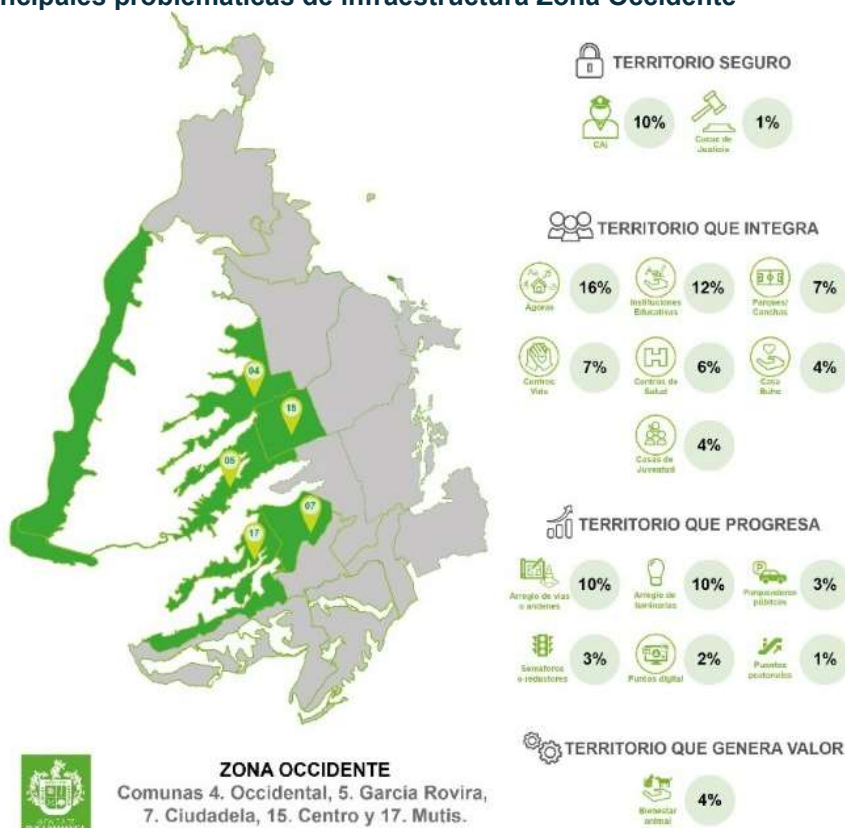 ncipales problemáticas de infraestructura Zona Occidente
TERRITORIO SEGURO
CAI
10%
Casas de
Justicia
1%
TERRITORIO QUE INTEGRA
Ágoras
16%
Instituciones
Educativas
12%
Parques/
Canchas
7%
Centros
Vida
7%
Centros de
Salud
6%
Casa
Búho
4%
Casas de
Juventud
4%
04
15
05
07
17
TERRITORIO QUE PROGRESA
Arreglo de vías
o andenes
10%
Arreglo de
luminarias
10%
Parqueaderos
públicos
3%
Semáforos
o reductores
3%
Puntos digital
2%
Puentes
peatonales
1%
TERRITORIO QUE GENERA VALOR
Bienestar
animal
4%
ZONA OCCIDENTE
Comunas 4. Occidental, 5. García Rovira,
7. Ciudadela, 15. Centro y 17. Mutis.